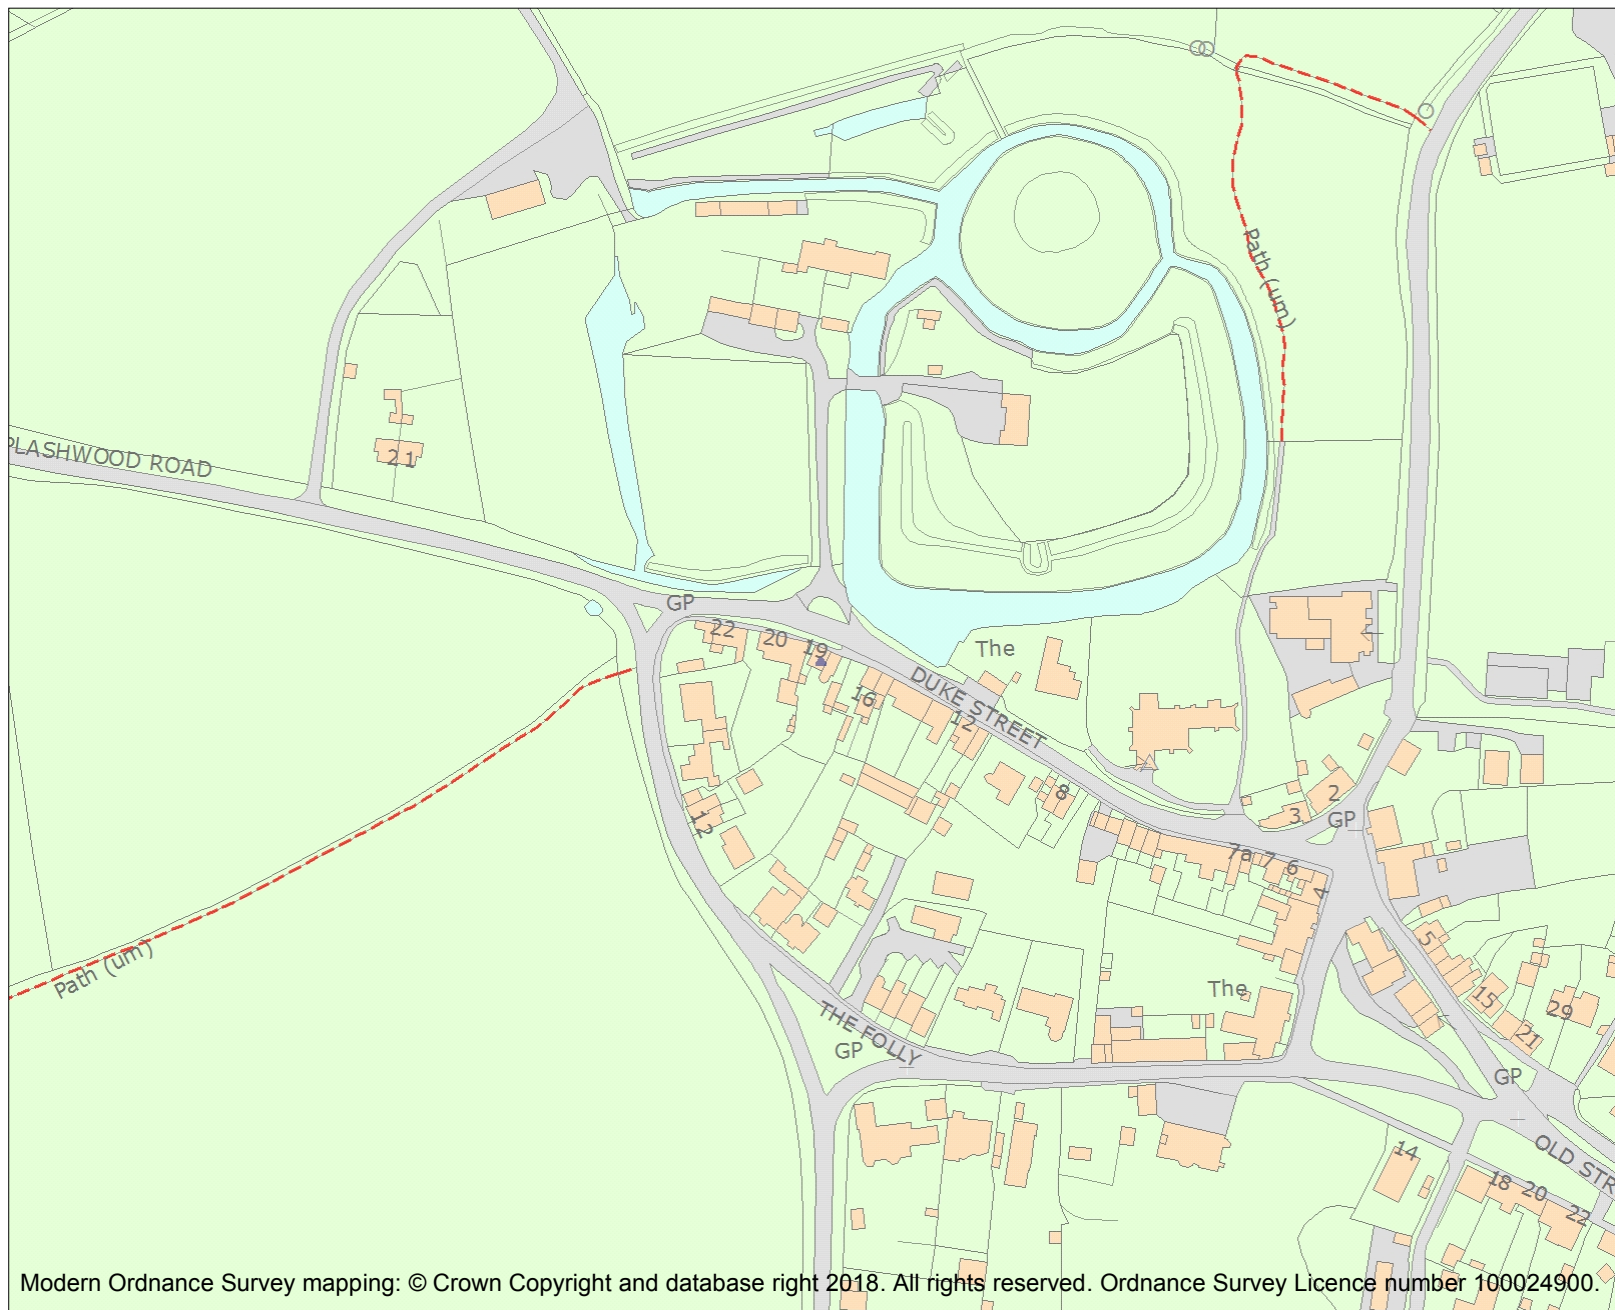 Path (um)
PLASHWOOD ROAD
2 1
GP
22
20
19
The
16
DUKE STREET
12
8
2
3
GP
12
7a
7
6
4
5
Path (um)
The
15
29
21
THE FOLLY
GP
GP
14
OLD STR
18
20
22
Modern Ordnance Survey mapping: © Crown Copyright and database right 2018. All rights reserved. Ordnance Survey Licence number 100024900.